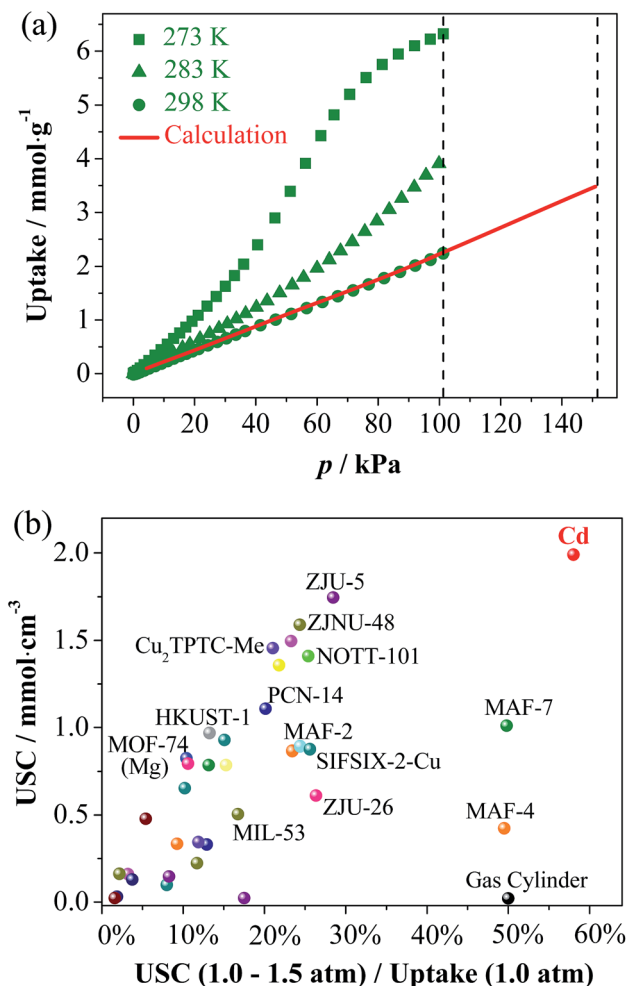 (a)
273 K
283 K
298 K
Calculation
Uptake / mmol·g⁻¹
6
5
4
3
2
1
0
0 20 40 60 80 100 120 140
p / kPa
(b)
Cd
ZJU-5
ZJNU-48
Cu₂TPTC-Me
NOTT-101
PCN-14
HKUST-1
MAF-7
MAF-2
MOF-74
(Mg)
SIFSIX-2-Cu
ZJU-26
MAF-4
MIL-53
Gas Cylinder
USC / mmol·cm⁻³
2.0
1.5
1.0
0.5
0.0
0% 10% 20% 30% 40% 50% 60%
USC (1.0 - 1.5 atm) / Uptake (1.0 atm)